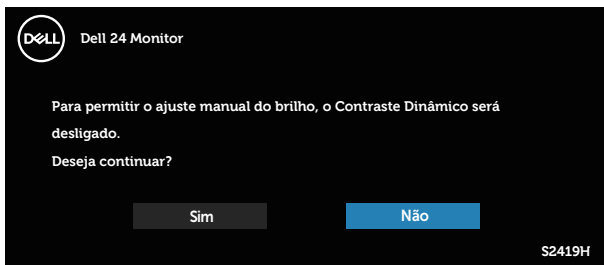 DELL
Dell 24 Monitor
Para permitir o ajuste manual do brilho, o Contraste Dinâmico será
desligado.
Deseja continuar?
Sim
Não
S2419H